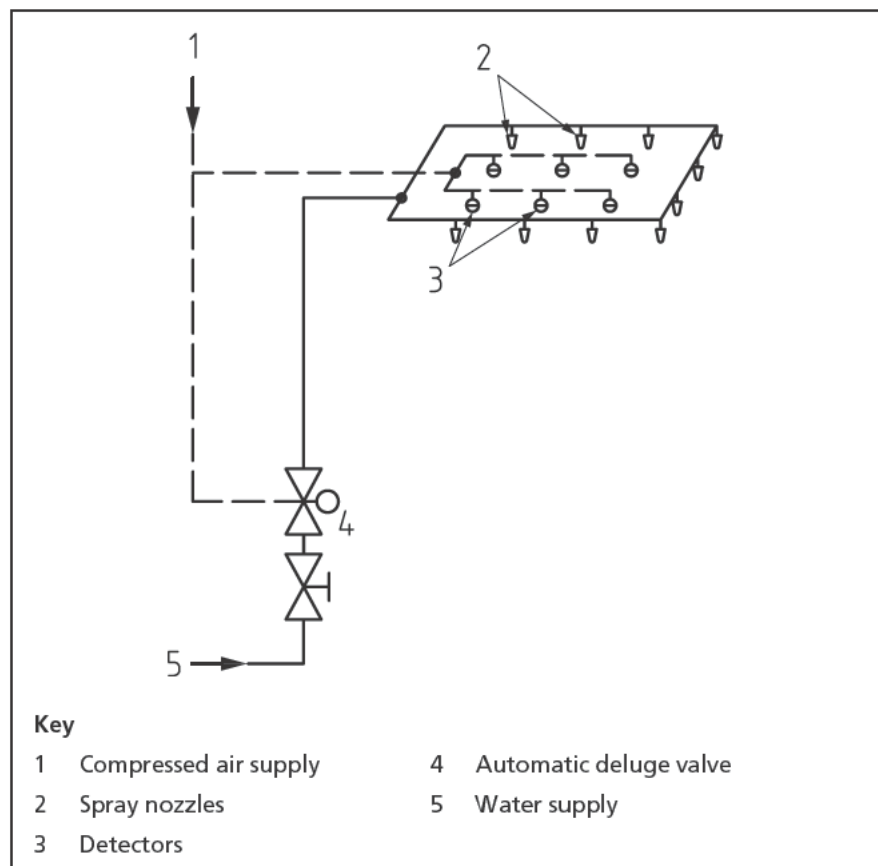 1
2
3
4
5
Key
1 Compressed air supply
2 Spray nozzles
3 Detectors
4 Automatic deluge valve
5 Water supply